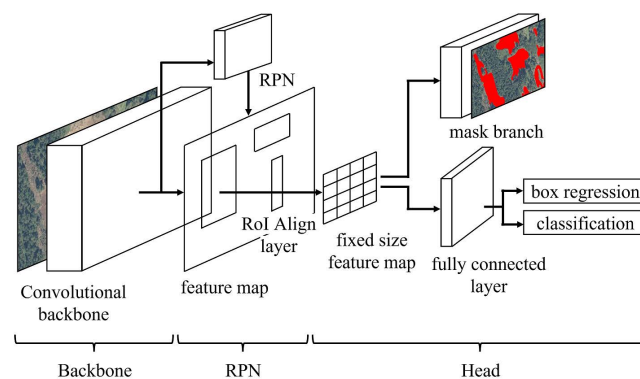 RPN
mask branch
RoI Align
layer
box regression
classification
fixed size
feature map
fully connected
layer
Convolutional
backbone
feature map
Backbone
RPN
Head